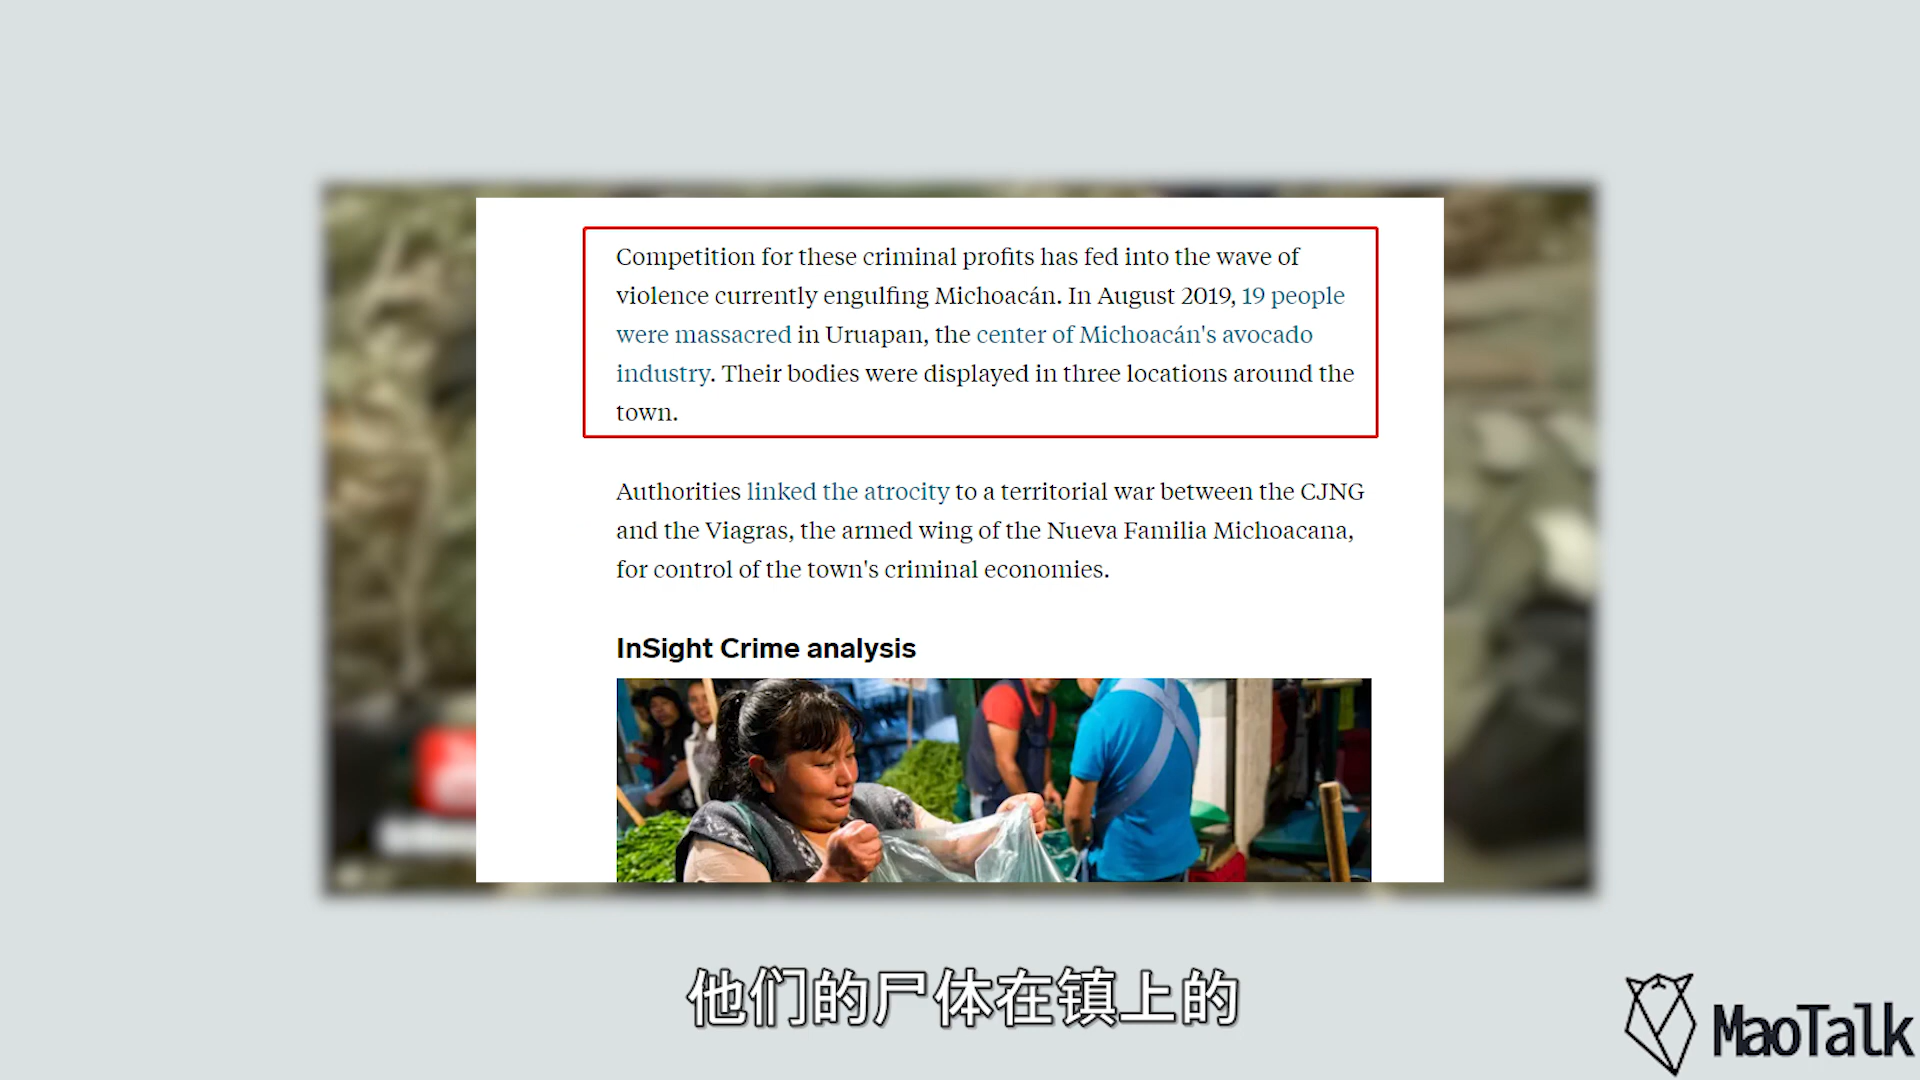 Competition for these criminal profits has fed into the wave of
violence currently engulfing Michoacán. In August 2019, 19 people
were massacred in Uruapan, the center of Michoacán's avocado
industry. Their bodies were displayed in three locations around the
town.
Authorities linked the atrocity to a territorial war between the CJNG
and the Viagras, the armed wing of the Nueva Familia Michoacana,
for control of the town's criminal economies.
InSight Crime analysis
他们的尸体在镇上的
MaoTalk